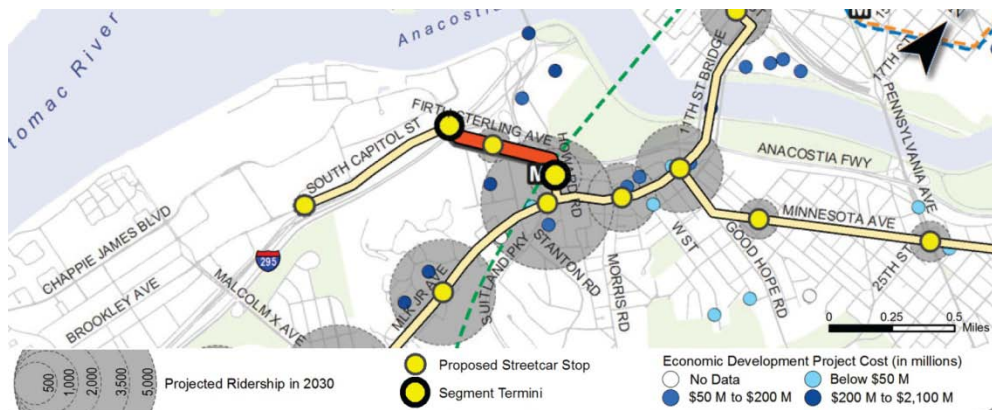 tomac River
Anacostia
17TH ST
11TH ST BRIDGE
PENNSYLVANIA AVE
FIRTH STERLING AVE
SOUTH CAPITOL ST
HOWARD RD
ANACOSTIA FWY
M
CHAPPIE JAMES BLVD
MINNESOTA AVE
STANTON RD
W ST
GOOD HOPE RD
25TH ST
295
SUITLAND PKY
MORRIS RD
MLK JR AVE
MALCOLM X AVE
BROOKLEY AVE
0 0.25 0.5
Miles
500
1,000
2,000
3,500
5,000
Projected Ridership in 2030
Proposed Streetcar Stop
Segment Termini
Economic Development Project Cost (in millions)
No Data
Below $50 M
$50 M to $200 M
$200 M to $2,100 M